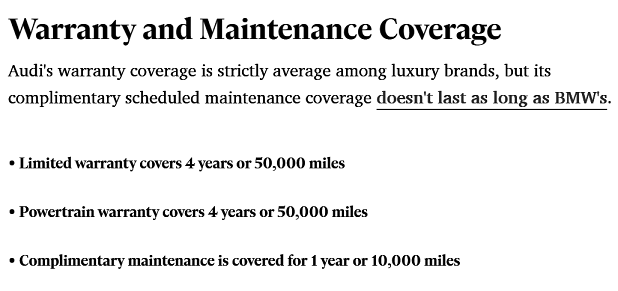 Warranty and Maintenance Coverage
Audi's warranty coverage is strictly average among luxury brands, but its
complimentary scheduled maintenance coverage doesn't last as long as BMW's.
• Limited warranty covers 4 years or 50,000 miles
• Powertrain warranty covers 4 years or 50,000 miles
• Complimentary maintenance is covered for 1 year or 10,000 miles